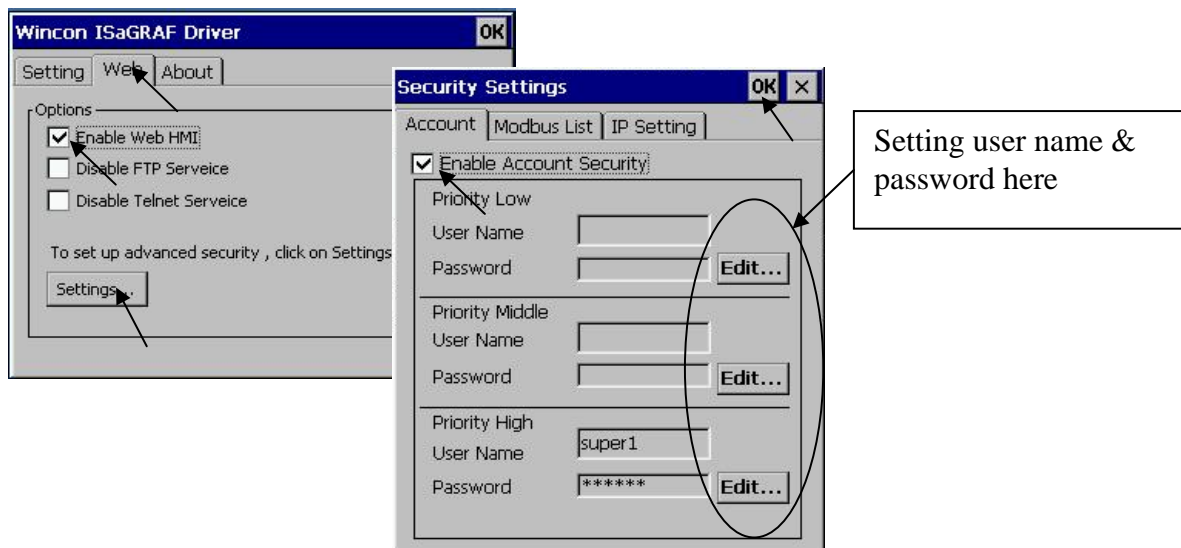 Wincon ISaGRAF Driver OK
Setting Web About
Options
Enable Web HMI
Disable FTP Serveice
Disable Telnet Serveice
To set up advanced security , click on Settings
Settings...
Security Settings OK ×
Account Modbus List IP Setting
Enable Account Security
Priority Low
User Name
Password Edit...
Priority Middle
User Name
Password Edit...
Priority High
User Name super1
Password ****** Edit...
Setting user name &
password here